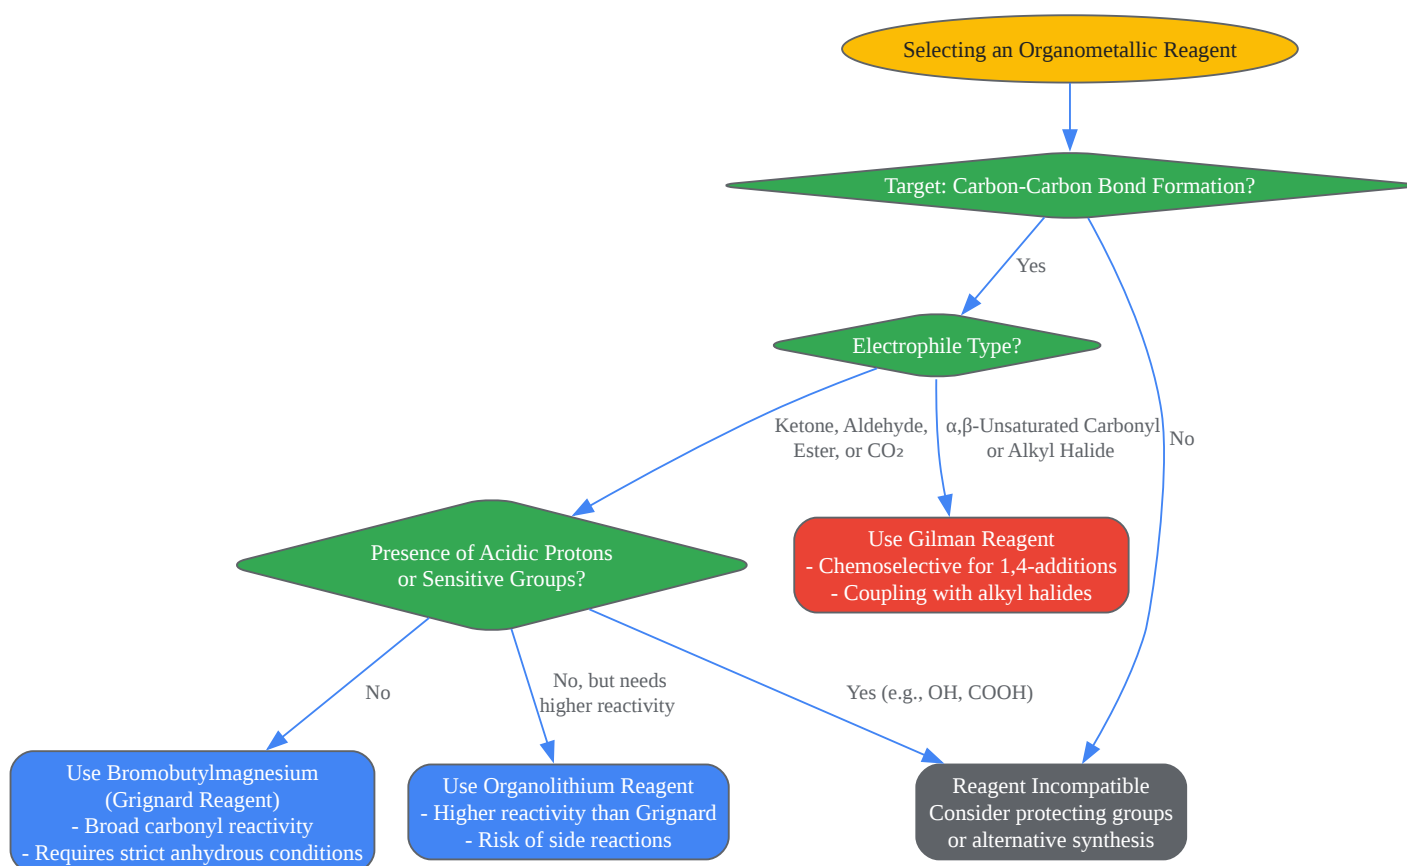 Selecting an Organometallic Reagent
Target: Carbon-Carbon Bond Formation?
Yes
Electrophile Type?
Ketone, Aldehyde,
Ester, or CO₂
α,β-Unsaturated Carbonyl
or Alkyl Halide
No
Presence of Acidic Protons
or Sensitive Groups?
Use Gilman Reagent
- Chemoselective for 1,4-additions
- Coupling with alkyl halides
No
No, but needs
higher reactivity
Yes (e.g., OH, COOH)
Use Bromobutylmagnesium
(Grignard Reagent)
- Broad carbonyl reactivity
- Requires strict anhydrous conditions
Use Organolithium Reagent
- Higher reactivity than Grignard
- Risk of side reactions
Reagent Incompatible
Consider protecting groups
or alternative synthesis